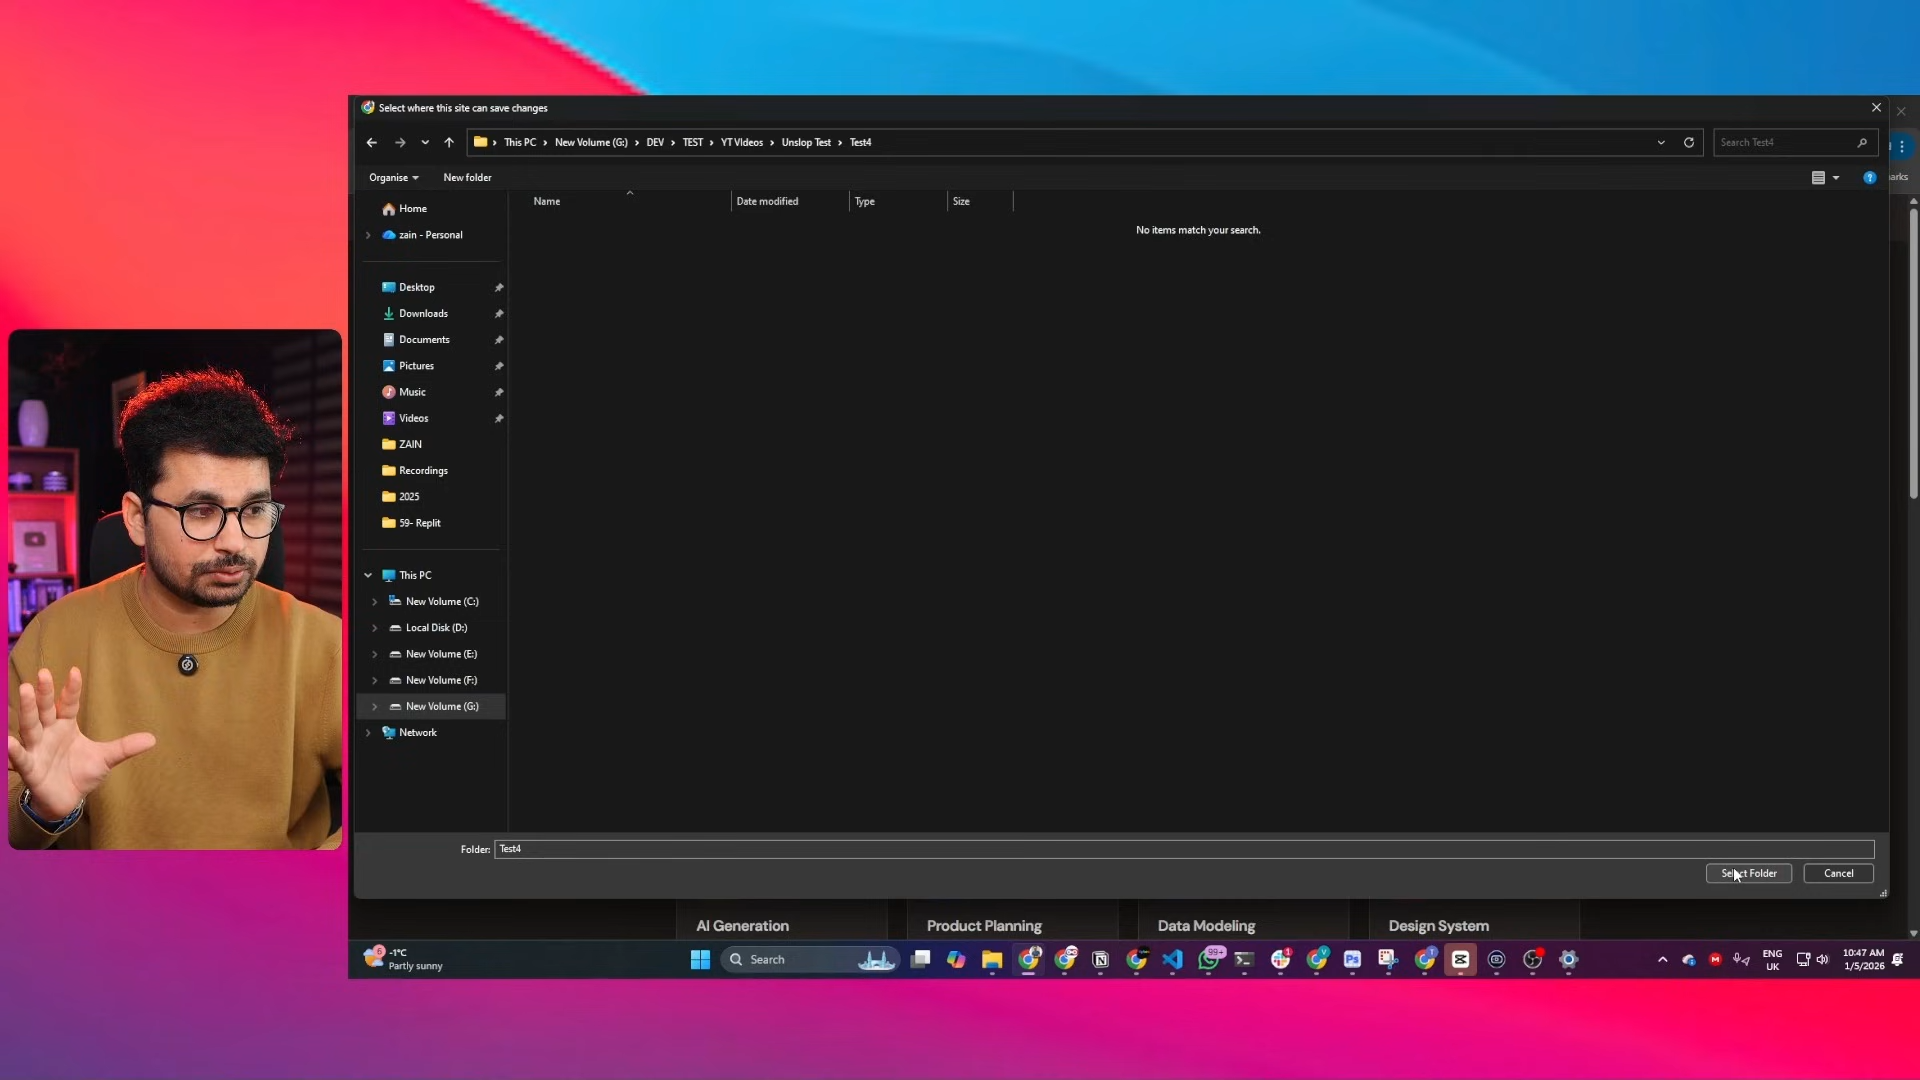 Select where this site can save changes
This PC > New Volume (G:) > DEV > TEST > YT VIdeos > Unslop Test > Test4
Search Test4
Organise
New folder
arks
Name
Date modified
Type
Size
No items match your search.
Home
zain - Personal
Desktop
Downloads
Documents
Pictures
Music
Videos
ZAIN
Recordings
2025
59- Replit
This PC
New Volume (C:)
Local Disk (D:)
New Volume (E:)
New Volume (F:)
New Volume (G:)
Network
Folder: Test4
Select Folder
Cancel
AI Generation
Product Planning
Data Modeling
Design System
-1°C
Partly sunny
Search
99+
ENG
UK
10:47 AM
1/5/2026